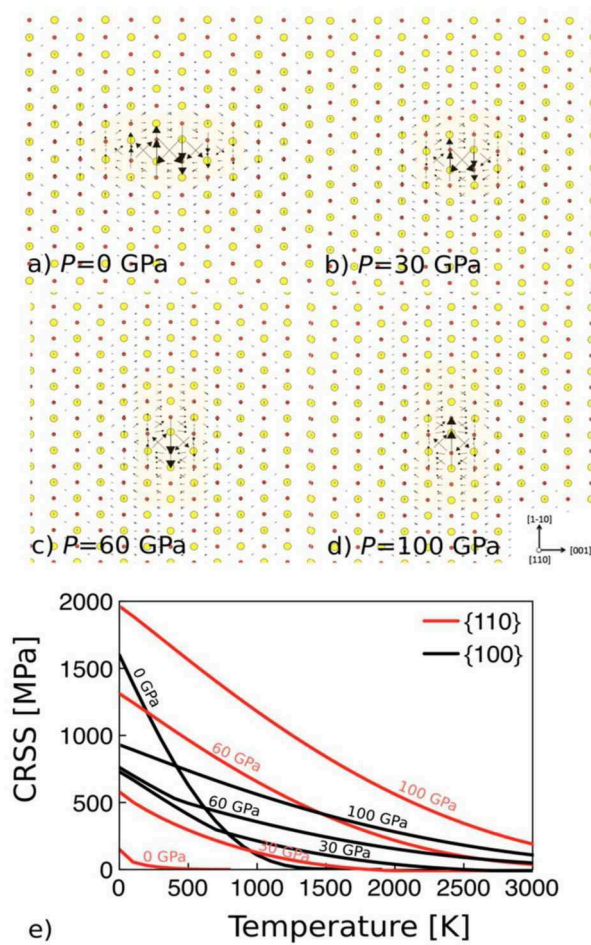 a) P=0 GPa
b) P=30 GPa
c) P=60 GPa
d) P=100 GPa
[1-10]
[001]
[110]
2000
1500
1000
500
0
CRSS [MPa]
{110}
{100}
0 GPa
60 GPa
100 GPa
100 GPa
60 GPa
30 GPa
30 GPa
0 GPa
0 500 1000 1500 2000 2500 3000
Temperature [K]
e)